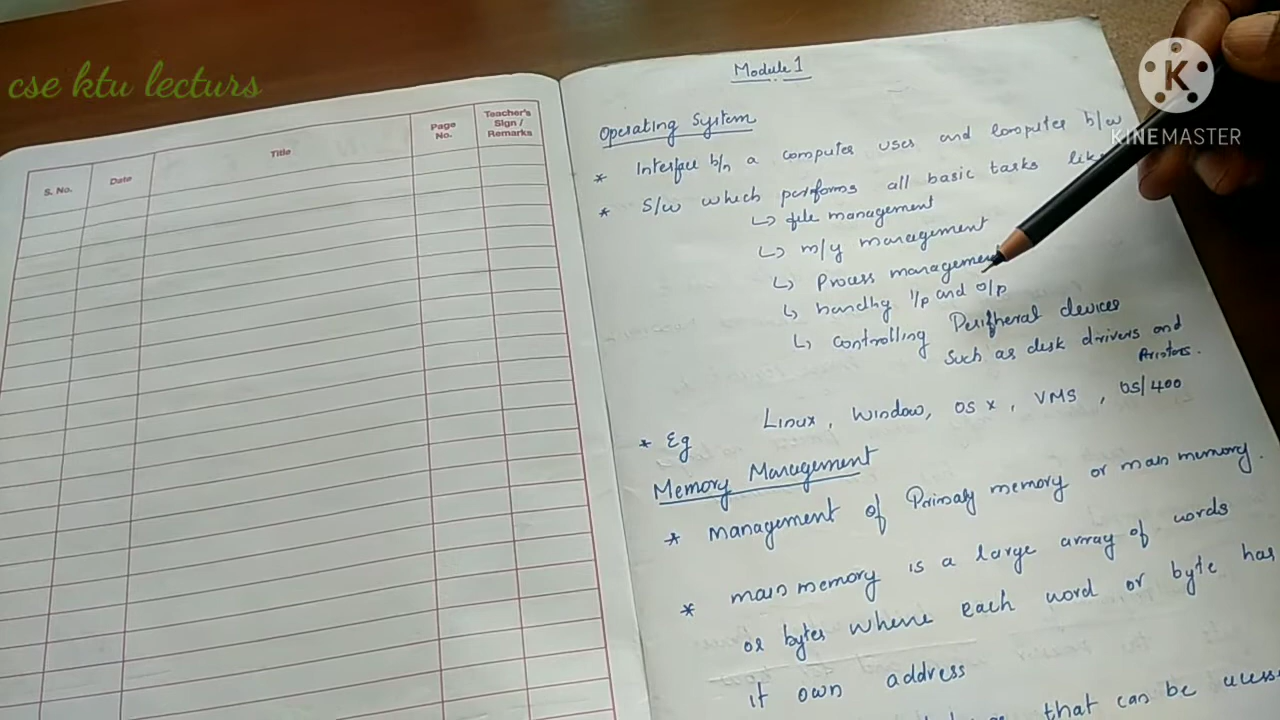 cse ktu lecturs
KINEMASTER
S. No.
Date
Title
Page No.
Teacher's Sign / Remarks
Module 1
Operating System
* Interface b/n a computer user and computer h/w
* S/w which performs all basic tasks like
↳ file management
↳ m/y management
↳ Process management
↳ handling i/p and o/p
↳ controlling Peripheral devices
such as desk drivers and
Printers.
* Eg Linux, Window, OS x, VMS, OS/400
Memory Management
* management of Primary memory or main memory.
* main memory is a large array of words
or bytes where each word or byte has
it own address
that can be